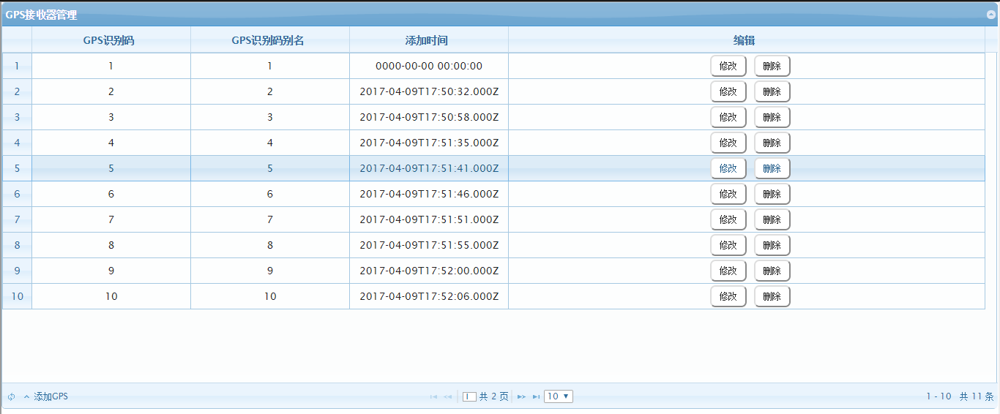 GPS接收器管理
GPS识别码 GPS识别码别名 添加时间 编辑
1 1 1 0000-00-00 00:00:00 修改 删除
2 2 2 2017-04-09T17:50:32.000Z 修改 删除
3 3 3 2017-04-09T17:50:58.000Z 修改 删除
4 4 4 2017-04-09T17:51:35.000Z 修改 删除
5 5 5 2017-04-09T17:51:41.000Z 修改 删除
6 6 6 2017-04-09T17:51:46.000Z 修改 删除
7 7 7 2017-04-09T17:51:51.000Z 修改 删除
8 8 8 2017-04-09T17:51:55.000Z 修改 删除
9 9 9 2017-04-09T17:52:00.000Z 修改 删除
10 10 10 2017-04-09T17:52:06.000Z 修改 删除
添加GPS 1 共 2 页 10 1 - 10 共 11 条